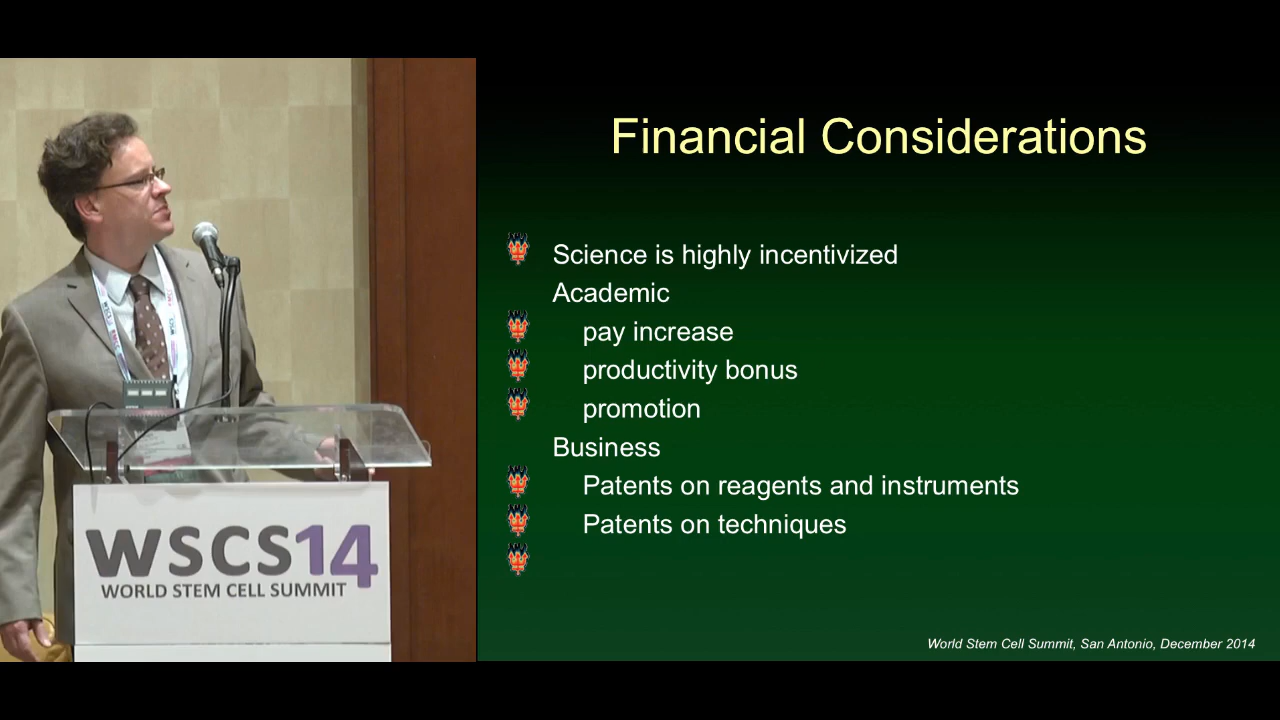 Financial Considerations
Science is highly incentivized
Academic
pay increase
productivity bonus
promotion
Business
Patents on reagents and instruments
Patents on techniques
World Stem Cell Summit, San Antonio, December 2014
WSCS14
WORLD STEM CELL SUMMIT